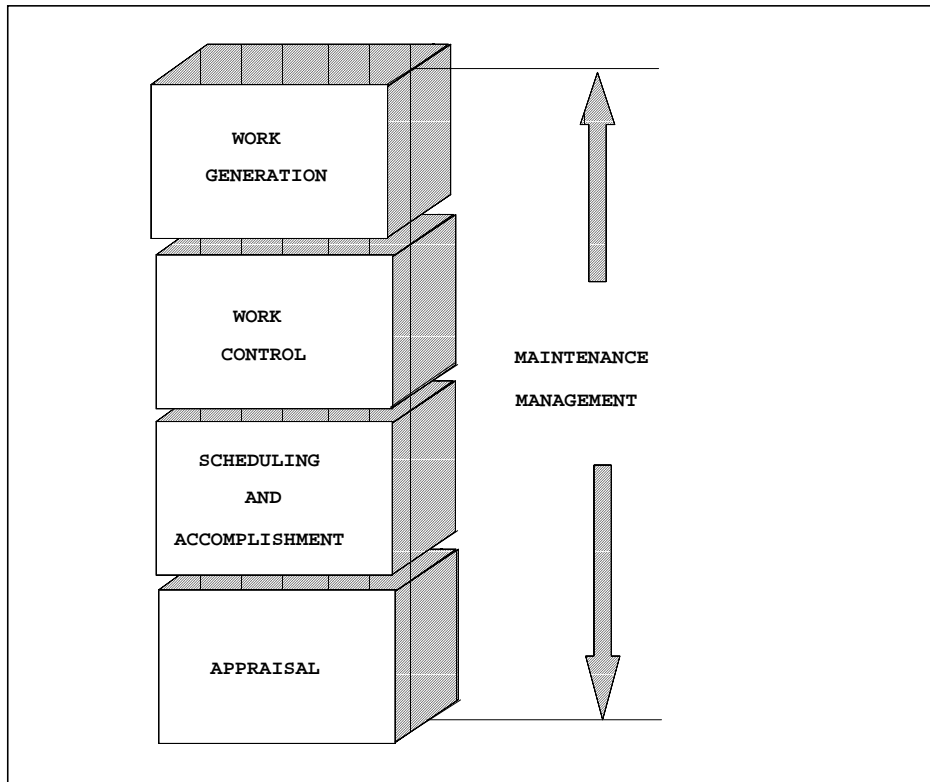 WORK
GENERATION
WORK
CONTROL
SCHEDULING
AND
ACCOMPLISHMENT
APPRAISAL
MAINTENANCE
MANAGEMENT